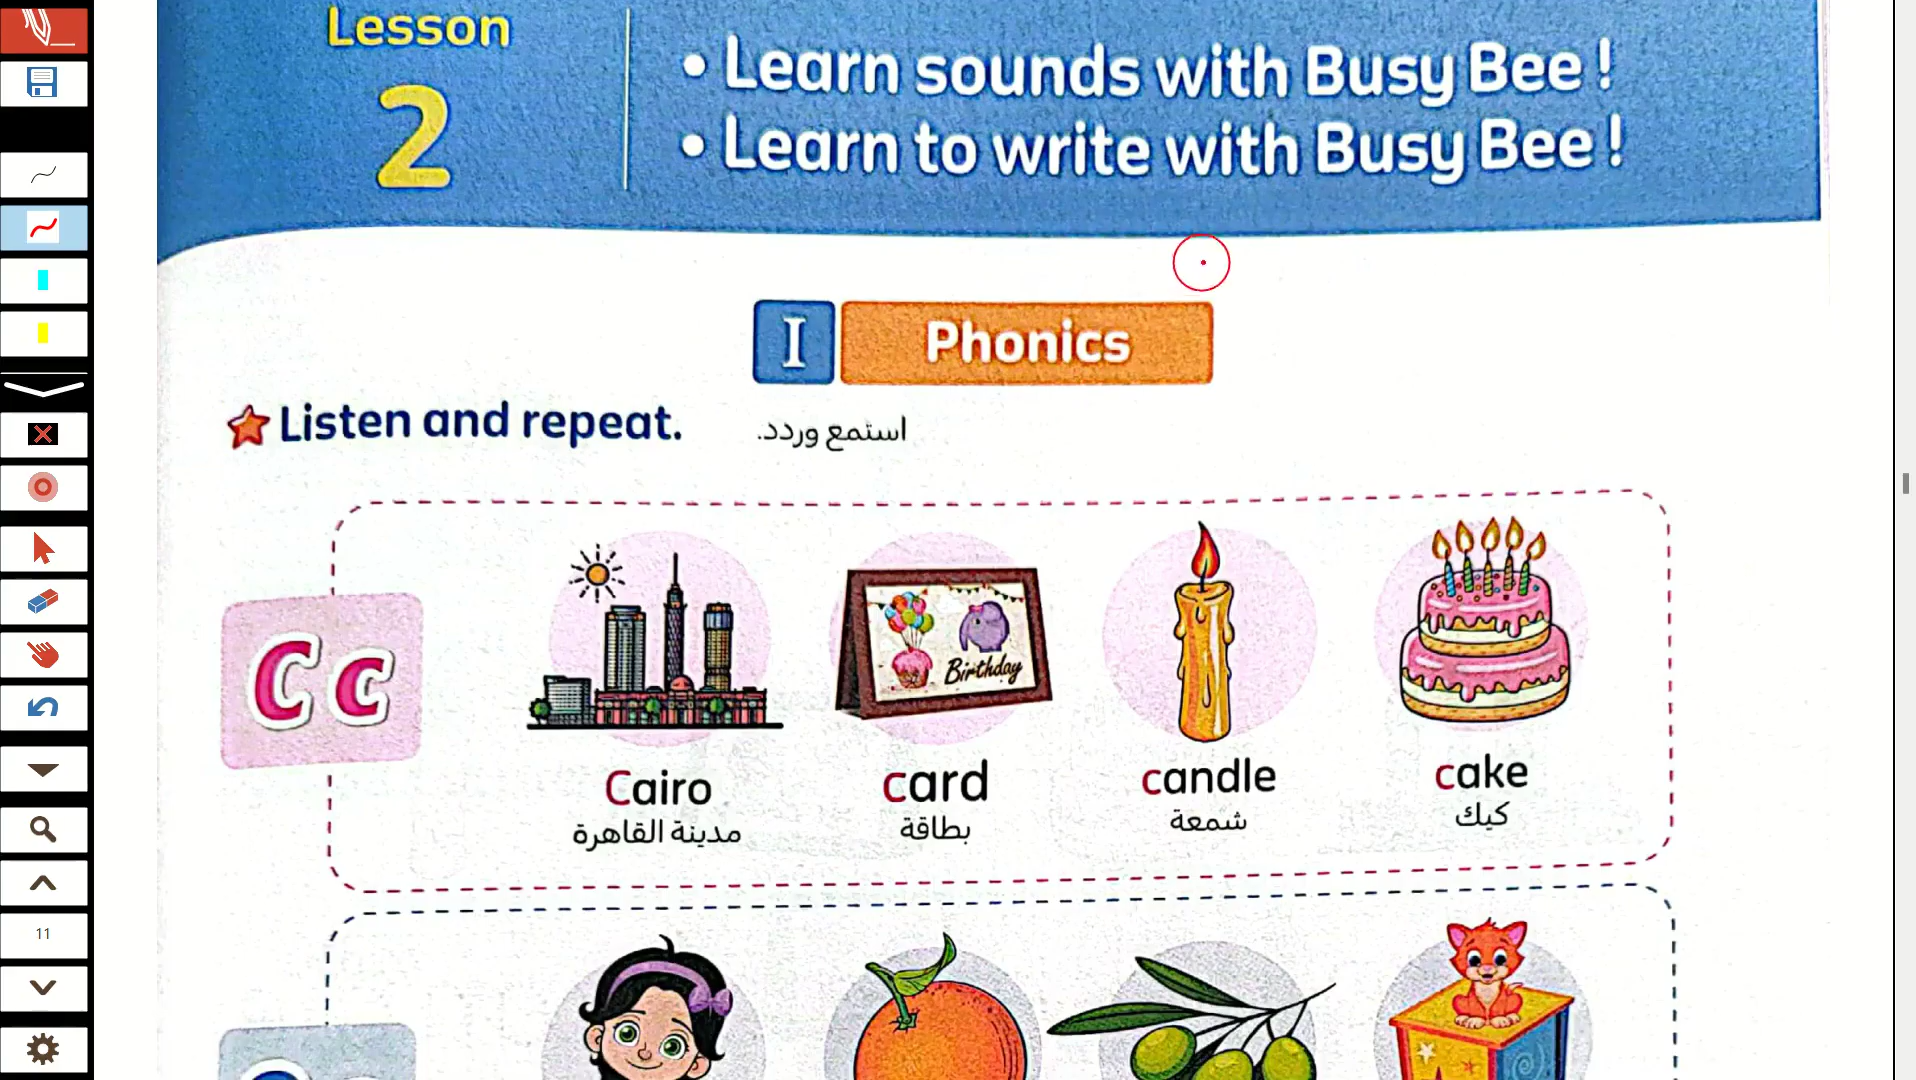 Lesson
2
• Learn sounds with Busy Bee !
• Learn to write with Busy Bee !
I Phonics
Listen and repeat. استمع وردد.
Cc
Birthday
Cairo card candle cake
مدينة القاهرة بطاقة شمعة كيك
11